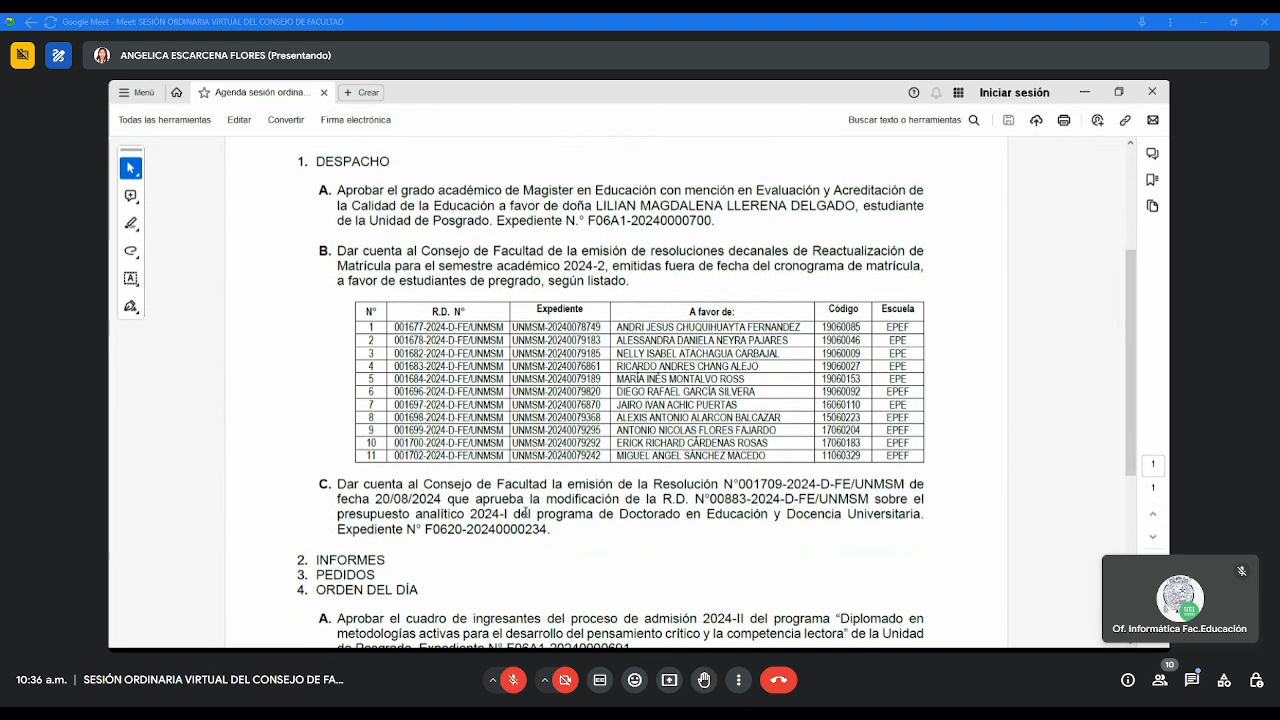 Google Meet - Meet: SESIÓN ORDINARIA VIRTUAL DEL CONSEJO DE FACULTAD
ANGELICA ESCARCENA FLORES (Presentando)
Menú
Agenda sesión ordina...
Crear
Iniciar sesión
Todas las herramientas
Editar
Convertir
Firma electrónica
Buscar texto o herramientas
1. DESPACHO
A. Aprobar el grado académico de Magister en Educación con mención en Evaluación y Acreditación de
la Calidad de la Educación a favor de doña LILIAN MAGDALENA LLERENA DELGADO, estudiante
de la Unidad de Posgrado. Expediente N.° F06A1-20240000700.
B. Dar cuenta al Consejo de Facultad de la emisión de resoluciones decanales de Reactualización de
Matrícula para el semestre académico 2024-2, emitidas fuera de fecha del cronograma de matrícula,
a favor de estudiantes de pregrado, según listado.
N° R.D. N° Expediente A favor de: Código Escuela
1 001677-2024-D-FE/UNMSM UNMSM-20240078749 ANDRI JESUS CHUQUIHUAYTA FERNANDEZ 19060085 EPEF
2 001678-2024-D-FE/UNMSM UNMSM-20240079183 ALESSANDRA DANIELA NEYRA PAJARES 19060046 EPE
3 001682-2024-D-FE/UNMSM UNMSM-20240079185 NELLY ISABEL ATACHAGUA CARBAJAL 19060009 EPE
4 001683-2024-D-FE/UNMSM UNMSM-20240076861 RICARDO ANDRES CHANG ALEJO 19060027 EPE
5 001684-2024-D-FE/UNMSM UNMSM-20240079189 MARÍA INÉS MONTALVO ROSS 19060153 EPE
6 001696-2024-D-FE/UNMSM UNMSM-20240079820 DIEGO RAFAEL GARCÍA SILVERA 19060092 EPEF
7 001697-2024-D-FE/UNMSM UNMSM-20240076870 JAIRO IVAN ACHIC PUERTAS 16060110 EPE
8 001698-2024-D-FE/UNMSM UNMSM-20240079368 ALEXIS ANTONIO ALARCON BALCAZAR 15060223 EPEF
9 001699-2024-D-FE/UNMSM UNMSM-20240079295 ANTONIO NICOLAS FLORES FAJARDO 17060204 EPEF
10 001700-2024-D-FE/UNMSM UNMSM-20240079292 ERICK RICHARD CÁRDENAS ROSAS 17060183 EPEF
11 001702-2024-D-FE/UNMSM UNMSM-20240079242 MIGUEL ANGEL SÁNCHEZ MACEDO 11060329 EPEF
C. Dar cuenta al Consejo de Facultad la emisión de la Resolución N°001709-2024-D-FE/UNMSM de
fecha 20/08/2024 que aprueba la modificación de la R.D. N°00883-2024-D-FE/UNMSM sobre el
presupuesto analítico 2024-I del programa de Doctorado en Educación y Docencia Universitaria.
Expediente N° F0620-20240000234.
2. INFORMES
3. PEDIDOS
4. ORDEN DEL DÍA
A. Aprobar el cuadro de ingresantes del proceso de admisión 2024-II del programa “Diplomado en
metodologías activas para el desarrollo del pensamiento crítico y la competencia lectora” de la Unidad
de Posgrado. Expediente N° F06A1-20240000691
1
1
Of. Informática Fac.Educación
10:36 a.m. | SESIÓN ORDINARIA VIRTUAL DEL CONSEJO DE FA...
10